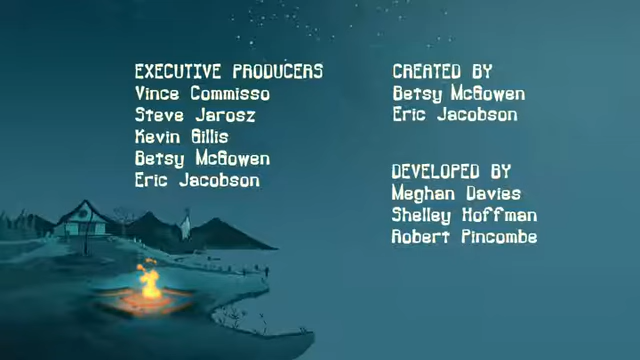 EXECUTIVE PRODUCERS
Vince Commisso
Steve Jarosz
Kevin Gillis
Betsy McGowen
Eric Jacobson
CREATED BY
Betsy McGowen
Eric Jacobson
DEVELOPED BY
Meghan Davies
Shelley Hoffman
Robert Pincombe